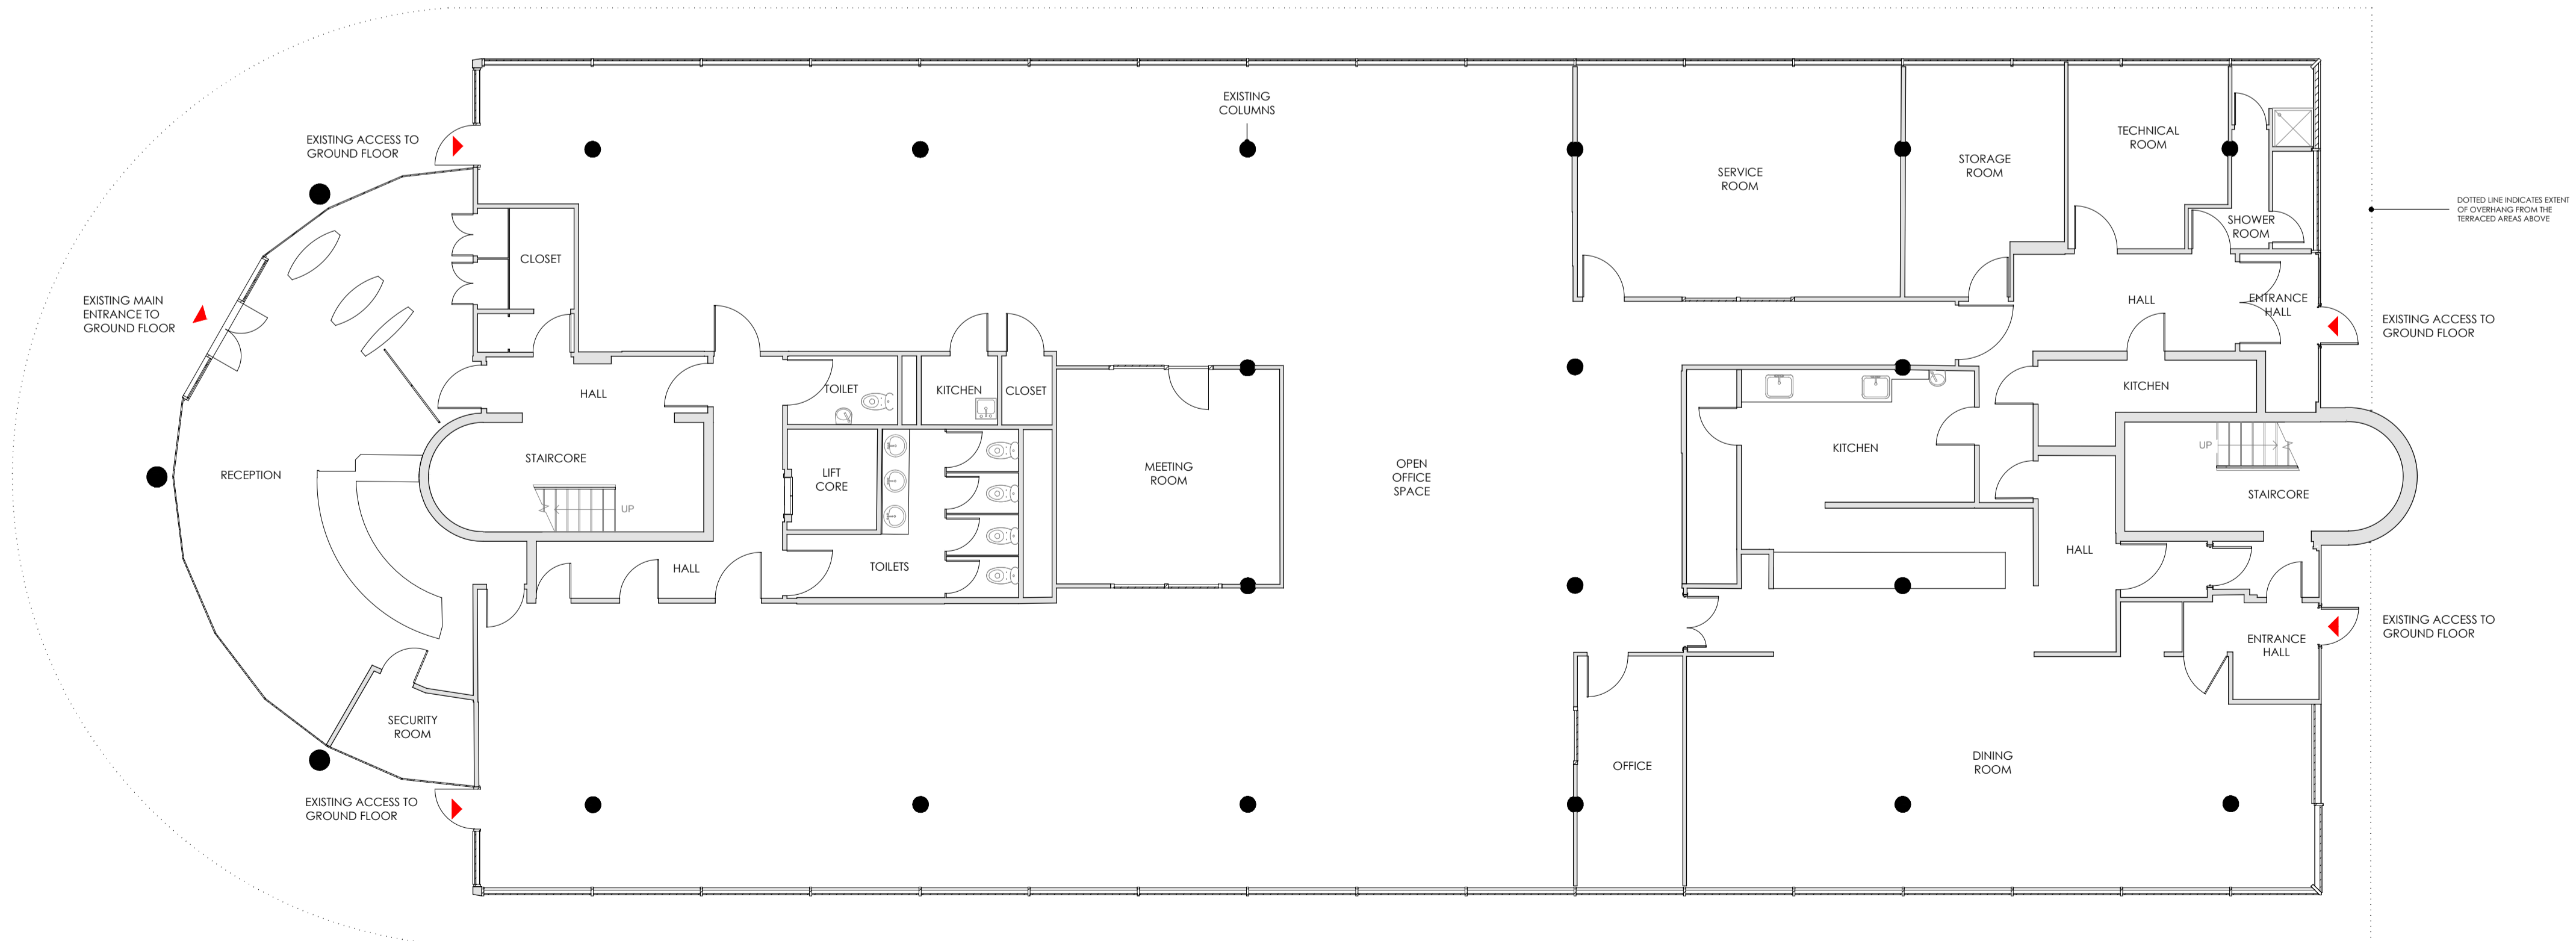 EXISTING
COLUMNS
EXISTING ACCESS TO
GROUND FLOOR
TECHNICAL
ROOM
STORAGE
ROOM
SERVICE
ROOM
DOTTED LINE INDICATES EXTENT
OF OVERHANG FROM THE
TERRACED AREAS ABOVE
SHOWER
ROOM
CLOSET
EXISTING MAIN
ENTRANCE TO
GROUND FLOOR
HALL
ENTRANCE
HALL
EXISTING ACCESS TO
GROUND FLOOR
HALL
TOILET
KITCHEN
CLOSET
KITCHEN
STAIRCORE
UP
RECEPTION
LIFT
CORE
MEETING
ROOM
OPEN
OFFICE
SPACE
KITCHEN
UP
STAIRCORE
HALL
TOILETS
HALL
EXISTING ACCESS TO
GROUND FLOOR
ENTRANCE
HALL
SECURITY
ROOM
OFFICE
DINING
ROOM
EXISTING ACCESS TO
GROUND FLOOR